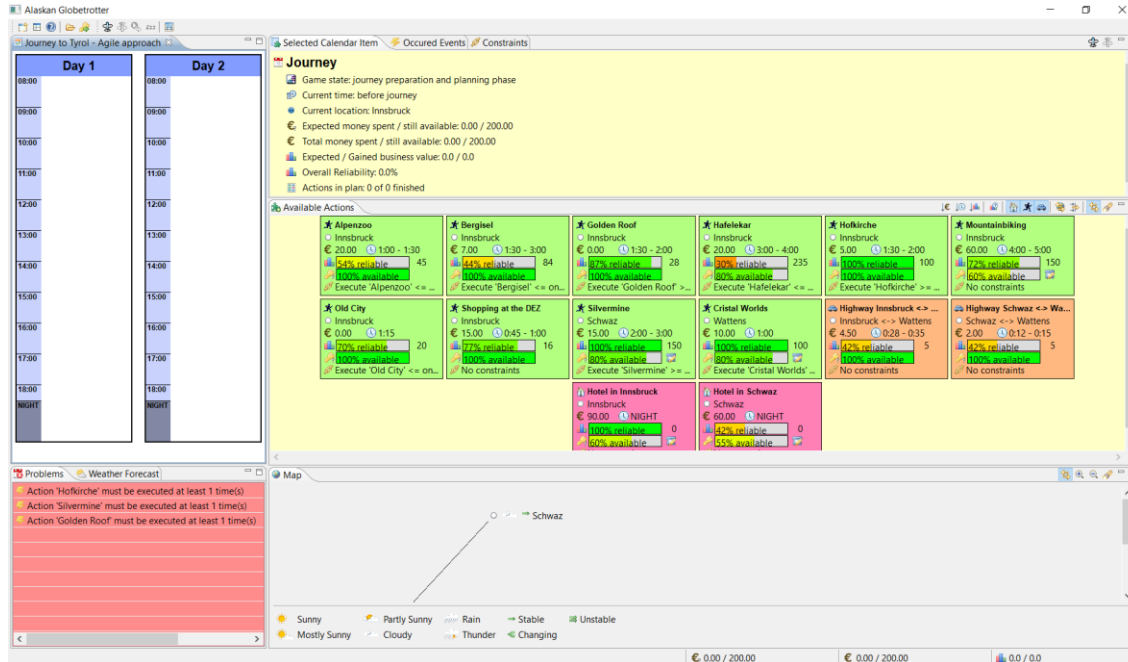 Alaskan Globetrotter
Journey to Tyrol - Agile approach
Day 1
Day 2
08:00
09:00
10:00
11:00
12:00
13:00
14:00
15:00
16:00
17:00
18:00
NIGHT
08:00
09:00
10:00
11:00
12:00
13:00
14:00
15:00
16:00
17:00
18:00
NIGHT
Selected Calendar Item
Occured Events
Constraints
Journey
Game state: journey preparation and planning phase
Current time: before journey
Current location: Innsbruck
Expected money spent / still available: 0.00 / 200.00
Total money spent / still available: 0.00 / 200.00
Expected / Gained business value: 0.0 / 0.0
Overall Reliability: 0.0%
Actions in plan: 0 of 0 finished
Available Actions
Alpenzoo
Innsbruck
€ 20.00 1:00 - 1:30
54% reliable 45
100% available
Execute 'Alpenzoo' <= ...
Bergisel
Innsbruck
€ 7.00 1:30 - 3:00
44% reliable 84
100% available
Execute 'Bergisel' <= on...
Golden Roof
Innsbruck
€ 0.00 1:30 - 2:00
87% reliable 28
100% available
Execute 'Golden Roof' >...
Hafelekar
Innsbruck
€ 20.00 3:00 - 4:00
30% reliable 235
80% available
Execute 'Hafelekar' <= ...
Hofkirche
Innsbruck
€ 5.00 1:30 - 2:00
100% reliable 100
100% available
Execute 'Hofkirche' >= ...
Mountainbiking
Innsbruck
€ 60.00 4:00 - 5:00
72% reliable 150
60% available
No constraints
Old City
Innsbruck
€ 0.00 1:15
70% reliable 20
100% available
Execute 'Old City' <= on...
Shopping at the DEZ
Innsbruck
€ 15.00 0:45 - 1:00
77% reliable 16
100% available
No constraints
Silvermine
Schwaz
€ 15.00 2:00 - 3:00
100% reliable 150
80% available
Execute 'Silvermine' >= ...
Cristal Worlds
Wattens
€ 10.00 1:00
100% reliable 100
80% available
Execute 'Cristal Worlds' ...
Highway Innsbruck <-> ...
Innsbruck <-> Wattens
€ 4.50 0:28 - 0:35
42% reliable 5
100% available
No constraints
Highway Schwaz <-> Wa...
Schwaz <-> Wattens
€ 2.00 0:12 - 0:15
42% reliable 5
100% available
No constraints
Hotel in Innsbruck
Innsbruck
€ 90.00 NIGHT
100% reliable 0
60% available
Hotel in Schwaz
Schwaz
€ 60.00 NIGHT
42% reliable 0
55% available
Problems
Weather Forecast
Action 'Hofkirche' must be executed at least 1 time(s)
Action 'Silvermine' must be executed at least 1 time(s)
Action 'Golden Roof' must be executed at least 1 time(s)
Map
Schwaz
Sunny Partly Sunny Rain Stable Unstable
Mostly Sunny Cloudy Thunder Changing
€ 0.00 / 200.00 € 0.00 / 200.00 0.0 / 0.0